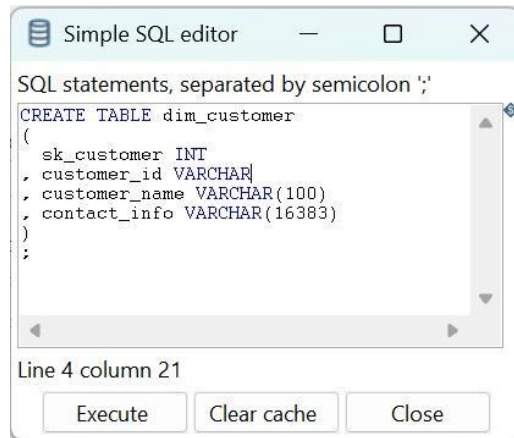 Simple SQL editor
SQL statements, separated by semicolon ';'
CREATE TABLE dim_customer
(
  sk_customer INT
, customer_id VARCHAR
, customer_name VARCHAR(100)
, contact_info VARCHAR(16383)
)
;
Line 4 column 21
Execute Clear cache Close